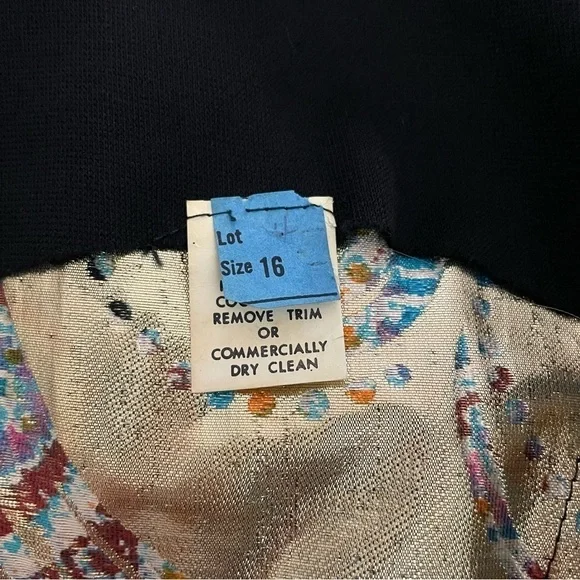 Lot
Size 16
REMOVE TRIM
OR
COMMERCIALLY
DRY CLEAN